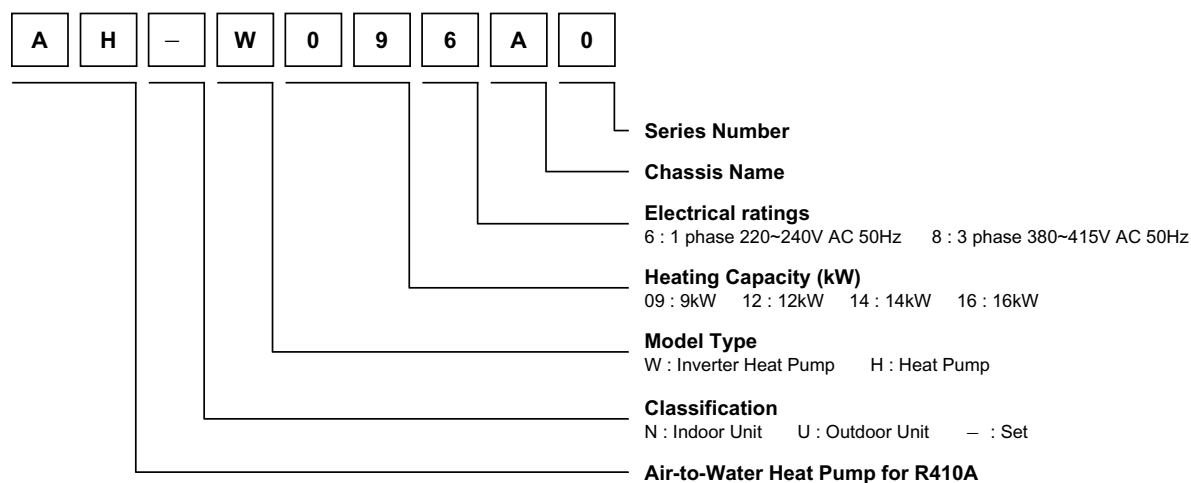 A H – W 0 9 6 A 0
Series Number
Chassis Name
Electrical ratings
6 : 1 phase 220~240V AC 50Hz 8 : 3 phase 380~415V AC 50Hz
Heating Capacity (kW)
09 : 9kW 12 : 12kW 14 : 14kW 16 : 16kW
Model Type
W : Inverter Heat Pump H : Heat Pump
Classification
N : Indoor Unit U : Outdoor Unit – : Set
Air-to-Water Heat Pump for R410A